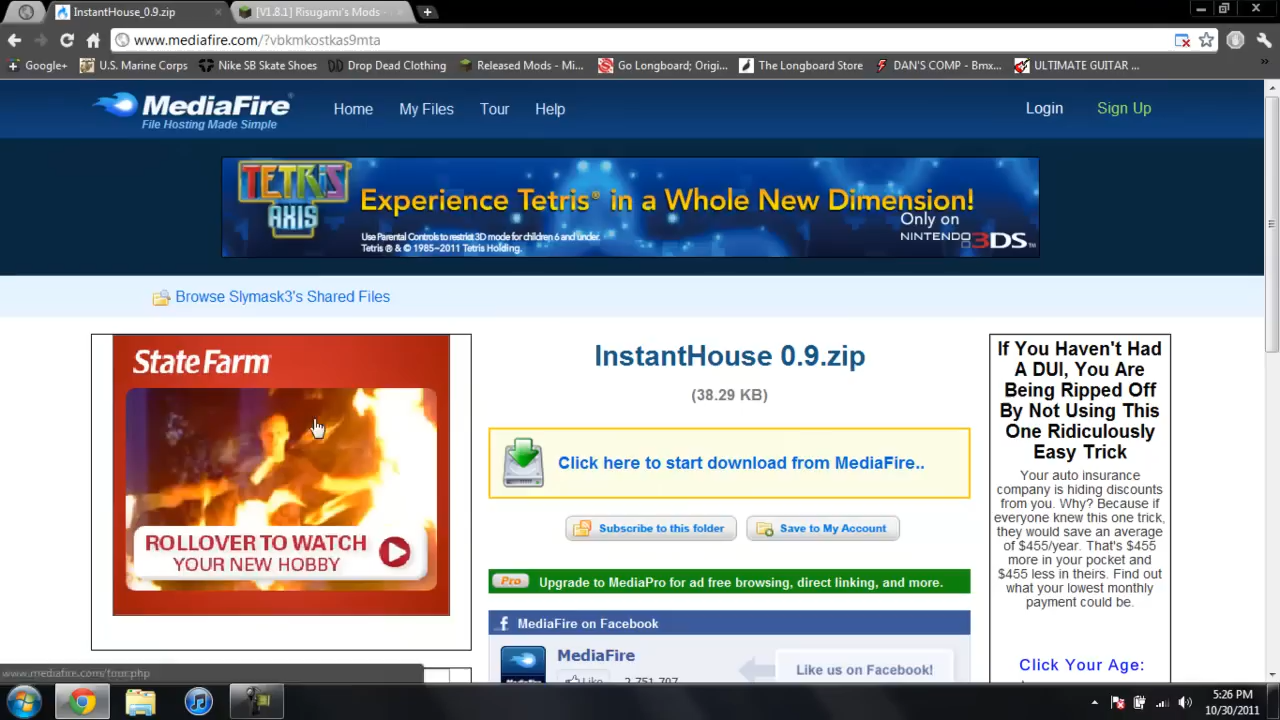 InstantHouse_0.9.zip
[V1.8.1] Risugami's Mods -
www.mediafire.com/?vbkmkostkas9mta
Google+
U.S. Marine Corps
Nike SB Skate Shoes
Drop Dead Clothing
Released Mods - Mi...
Go Longboard; Origi...
The Longboard Store
DAN'S COMP - Bmx...
ULTIMATE GUITAR ...
MediaFire
File Hosting Made Simple
Home
My Files
Tour
Help
Login
Sign Up
TETRIS
AXIS
Experience Tetris® in a Whole New Dimension!
Use Parental Controls to restrict 3D mode for children 6 and under.
Tetris ® & © 1985~2011 Tetris Holding.
Only on
NINTENDO 3DS™
Browse Slymask3's Shared Files
State Farm
ROLLOVER TO WATCH
YOUR NEW HOBBY
InstantHouse 0.9.zip
(38.29 KB)
Click here to start download from MediaFire..
Subscribe to this folder
Save to My Account
Pro
Upgrade to MediaPro for ad free browsing, direct linking, and more.
MediaFire on Facebook
MediaFire
Like
2,751,707
Like us on Facebook!
If You Haven't Had
A DUI, You Are
Being Ripped Off
By Not Using This
One Ridiculously
Easy Trick
Your auto insurance
company is hiding discounts
from you. Why? Because if
everyone knew this one trick,
they would save an average
of $455/year. That's $455
more in your pocket and
$455 less in theirs. Find out
what your lowest monthly
payment could be.
Click Your Age:
www.mediafire.com/tour.php
5:26 PM
10/30/2011